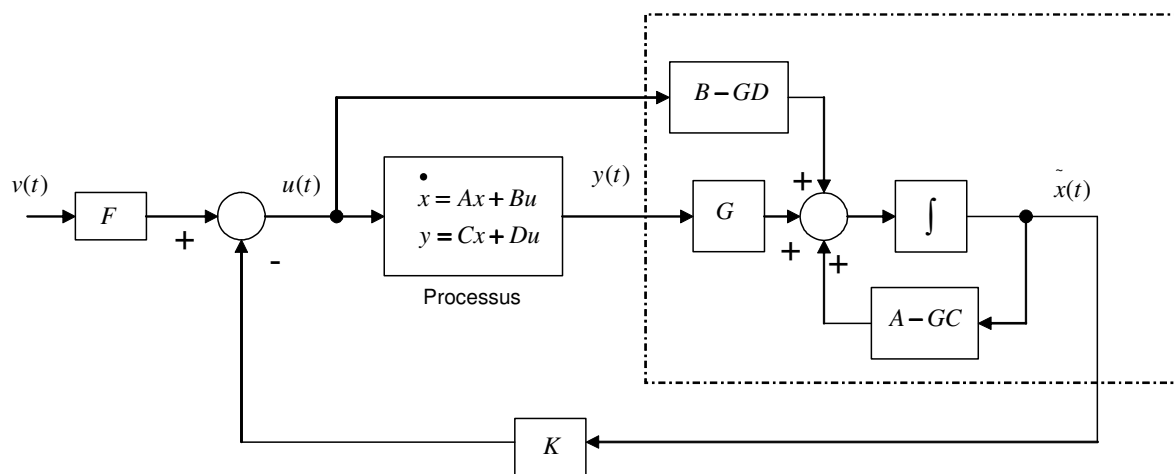 B − GD
v(t)
u(t)
y(t)
x̃(t)
F
ẋ = Ax + Bu
y = Cx + Du
G
∫
+
+
+
+
-
Processus
A − GC
K